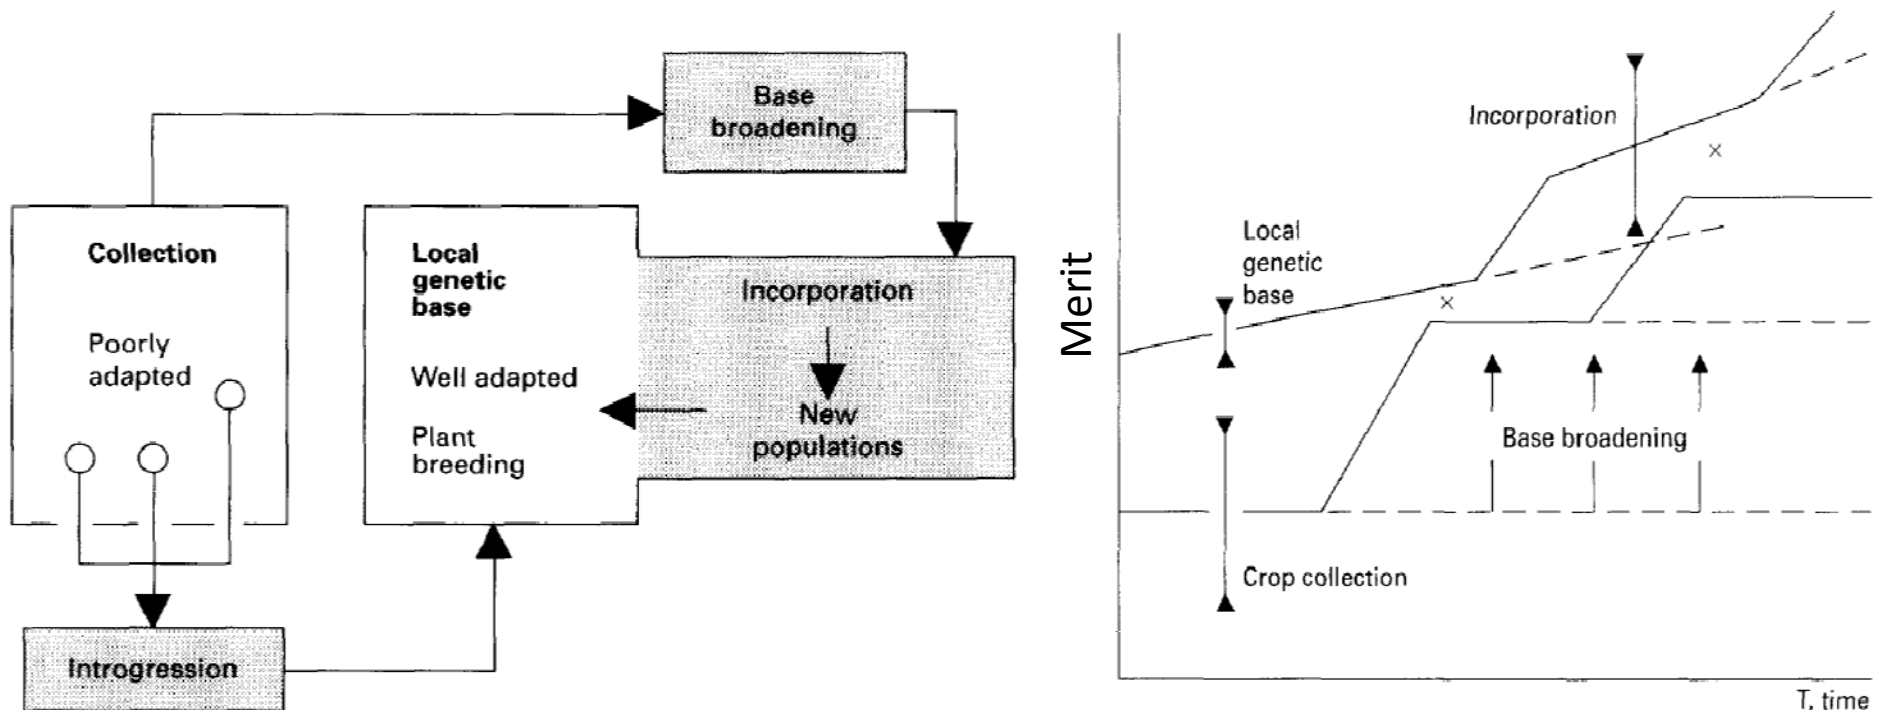 Base
broadening
Collection
Poorly
adapted
Local
genetic
base
Well adapted
Plant
breeding
Incorporation
New
populations
Introgression
Merit
Incorporation
×
Local
genetic
base
×
Base broadening
Crop collection
T, time